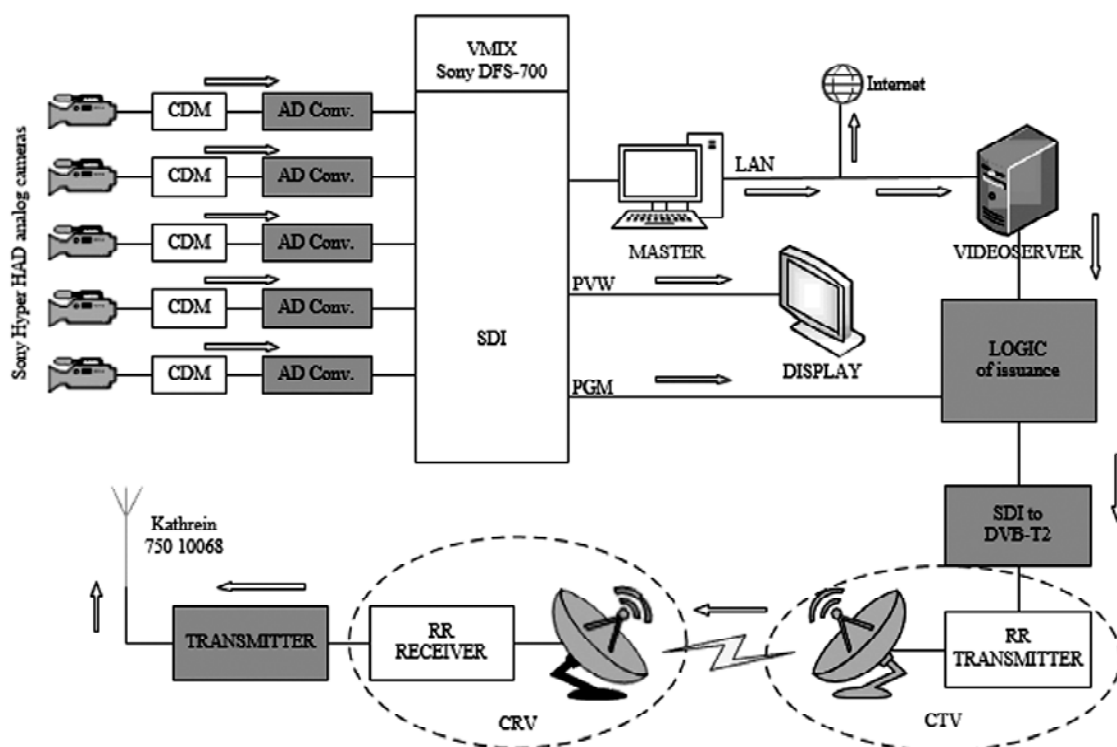 VMIX
Sony DFS-700
Sony Hyper HAD analog cameras
CDM
AD Conv.
CDM
AD Conv.
CDM
AD Conv.
CDM
AD Conv.
CDM
AD Conv.
SDI
Internet
LAN
MASTER
VIDEOSERVER
PVW
DISPLAY
PGM
LOGIC
of issuance
SDI to
DVB-T2
Kathrein
750 10068
TRANSMITTER
RR
RECEIVER
CRV
RR
TRANSMITTER
CTV